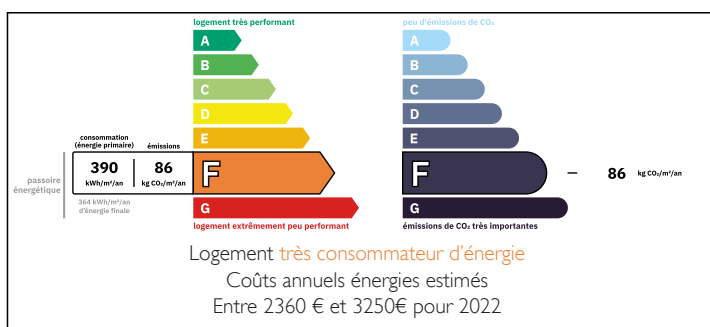 logement très performant
A
B
C
D
E
consommation
(énergie primaire)
émissions
passoire
énergétique
390
kWh/m²/an
86
kg CO₂/m²/an
F
364 kWh/m²/an
d'énergie finale
G
logement extrêmement peu performant
peu d'émissions de CO₂
A
B
C
D
E
F
86 kg CO₂/m²/an
G
émissions de CO₂ très importantes
Logement très consommateur d'énergie
Coûts annuels énergies estimés
Entre 2360 € et 3250€ pour 2022